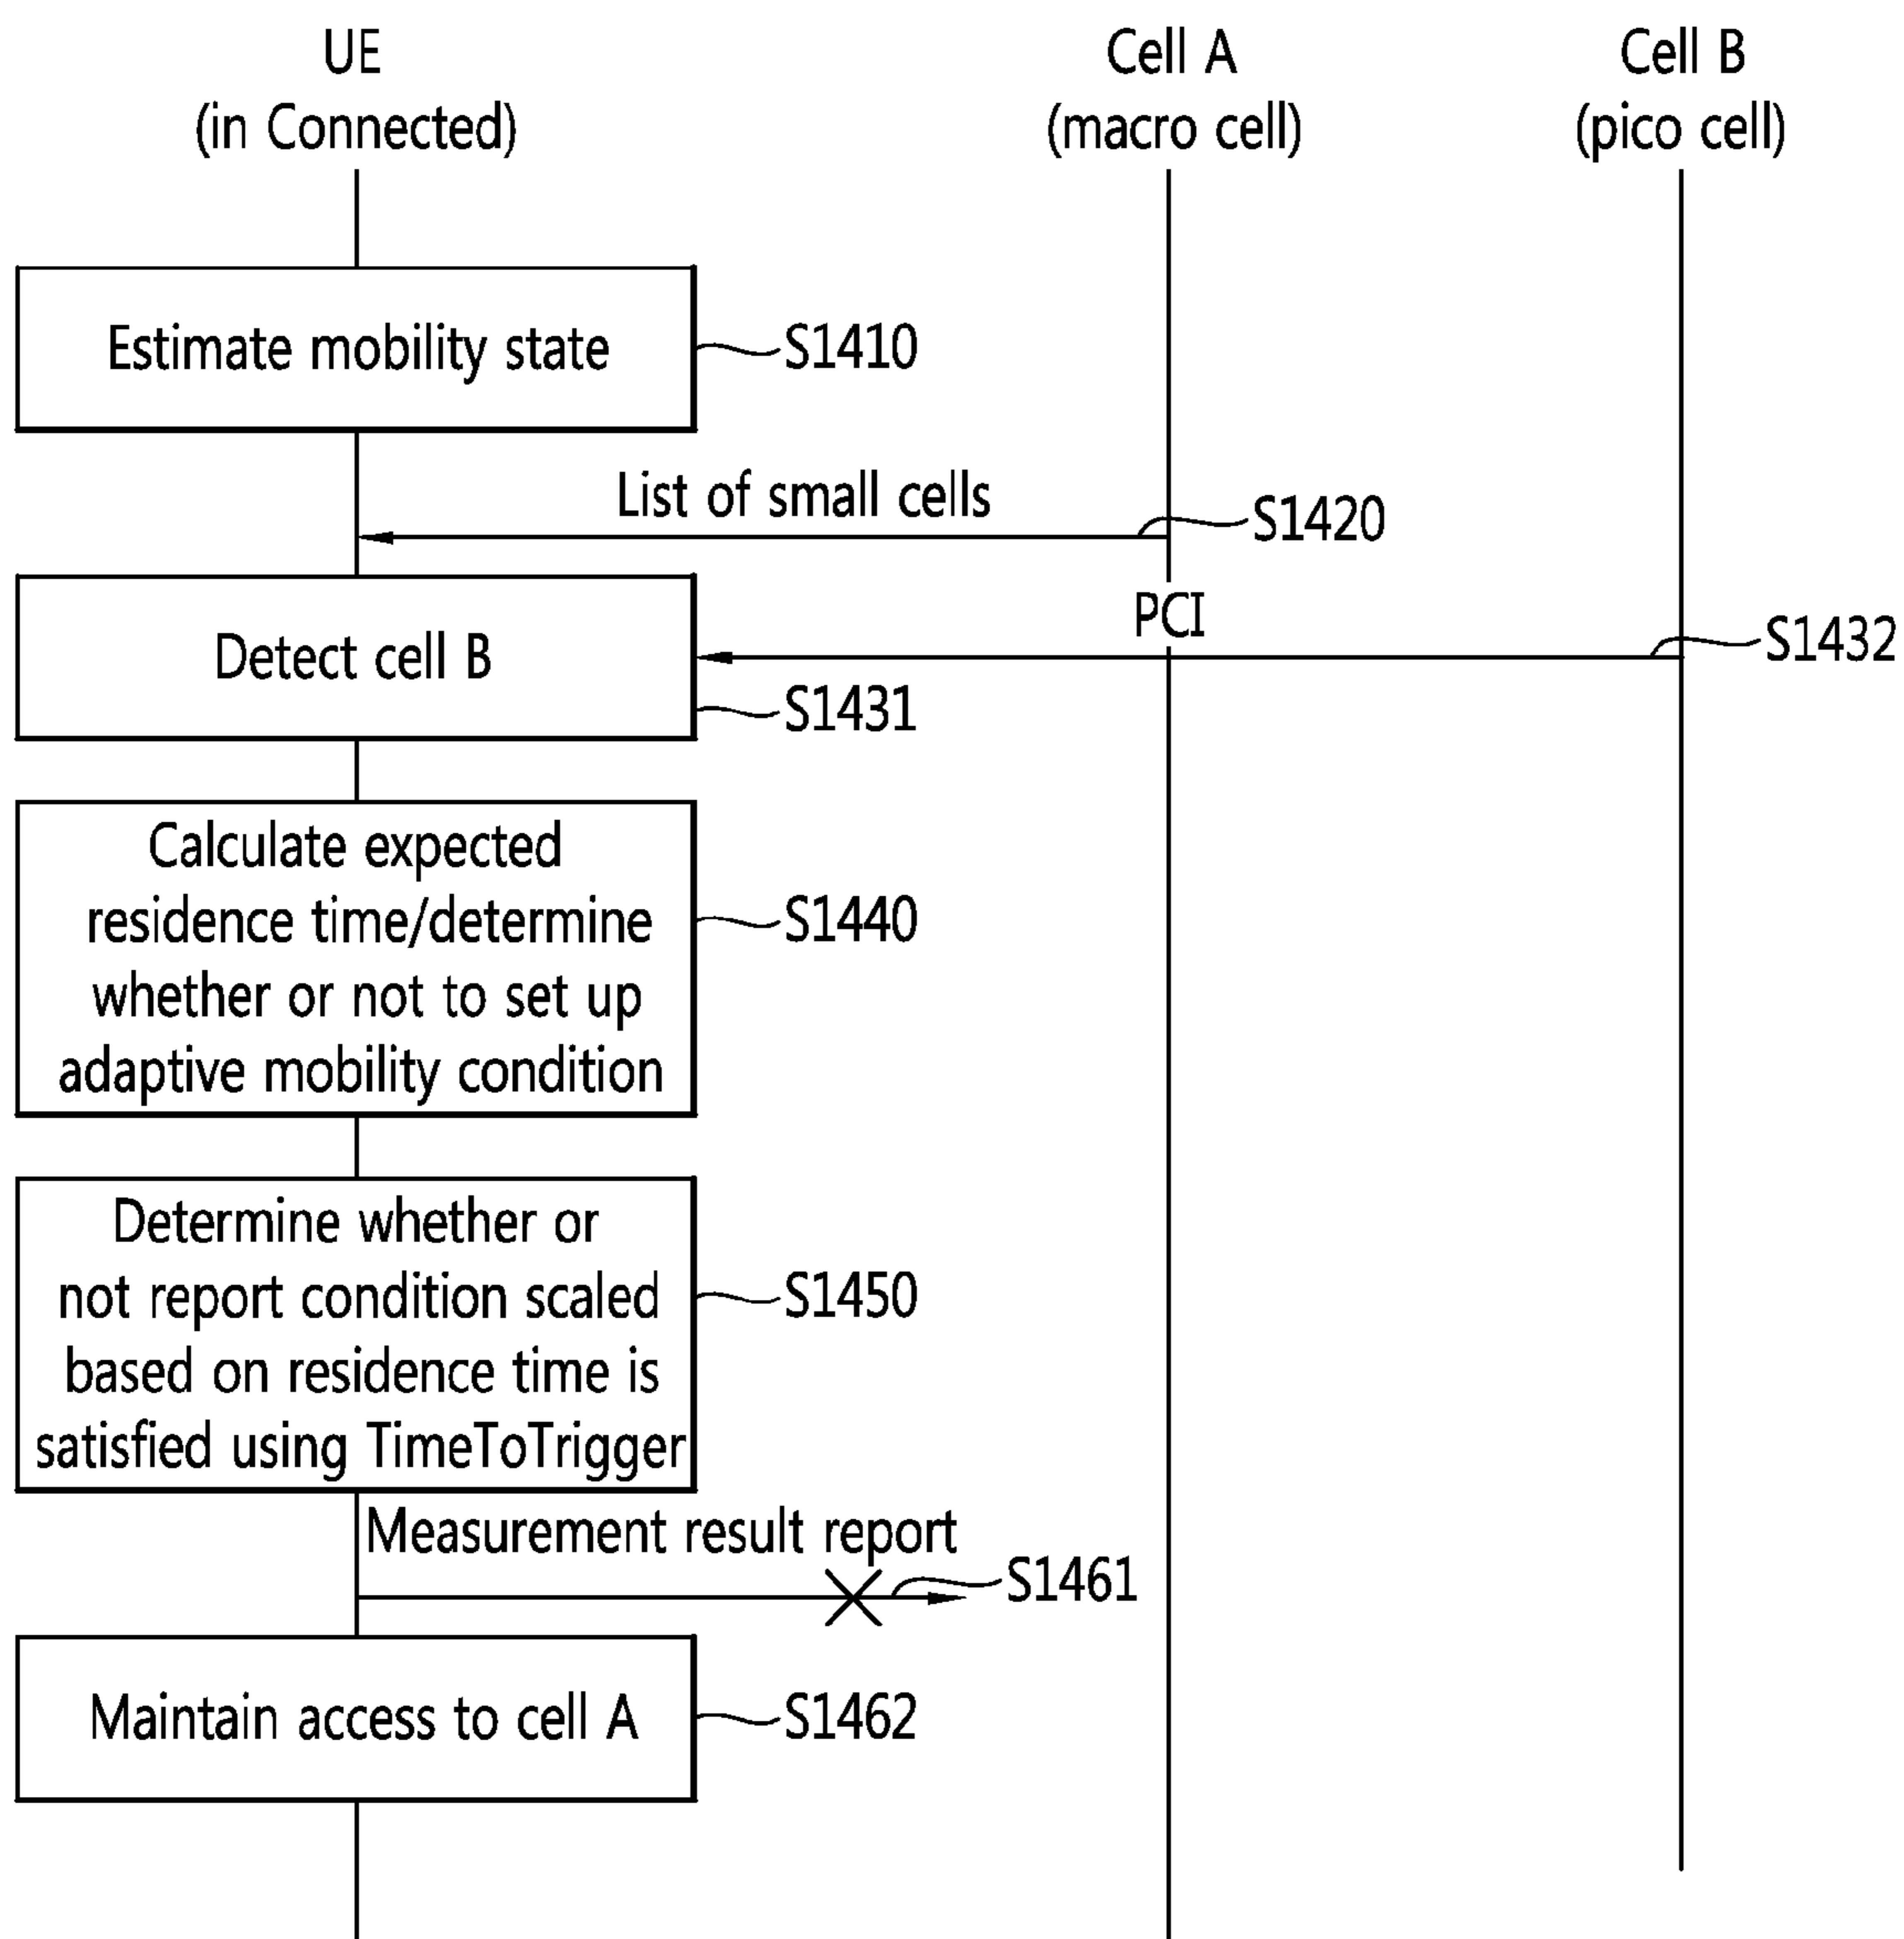 UE
(in Connected)
Cell A
(macro cell)
Cell B
(pico cell)
Estimate mobility state
S1410
List of small cells
S1420
PCI
S1432
Detect cell B
S1431
Calculate expected
residence time/determine
whether or not to set up
adaptive mobility condition
S1440
Determine whether or
not report condition scaled
based on residence time is
satisfied using TimeToTrigger
S1450
Measurement result report
S1461
Maintain access to cell A
S1462